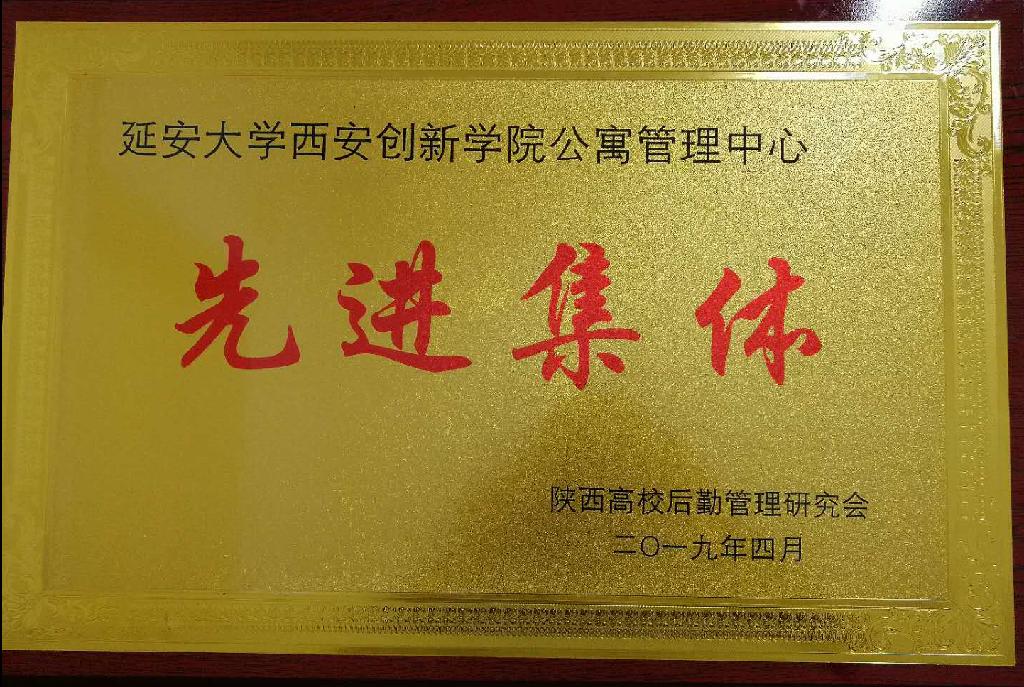 延安大学西安创新学院公寓管理中心
先进集体
陕西高校后勤管理研究会
二〇一九年四月